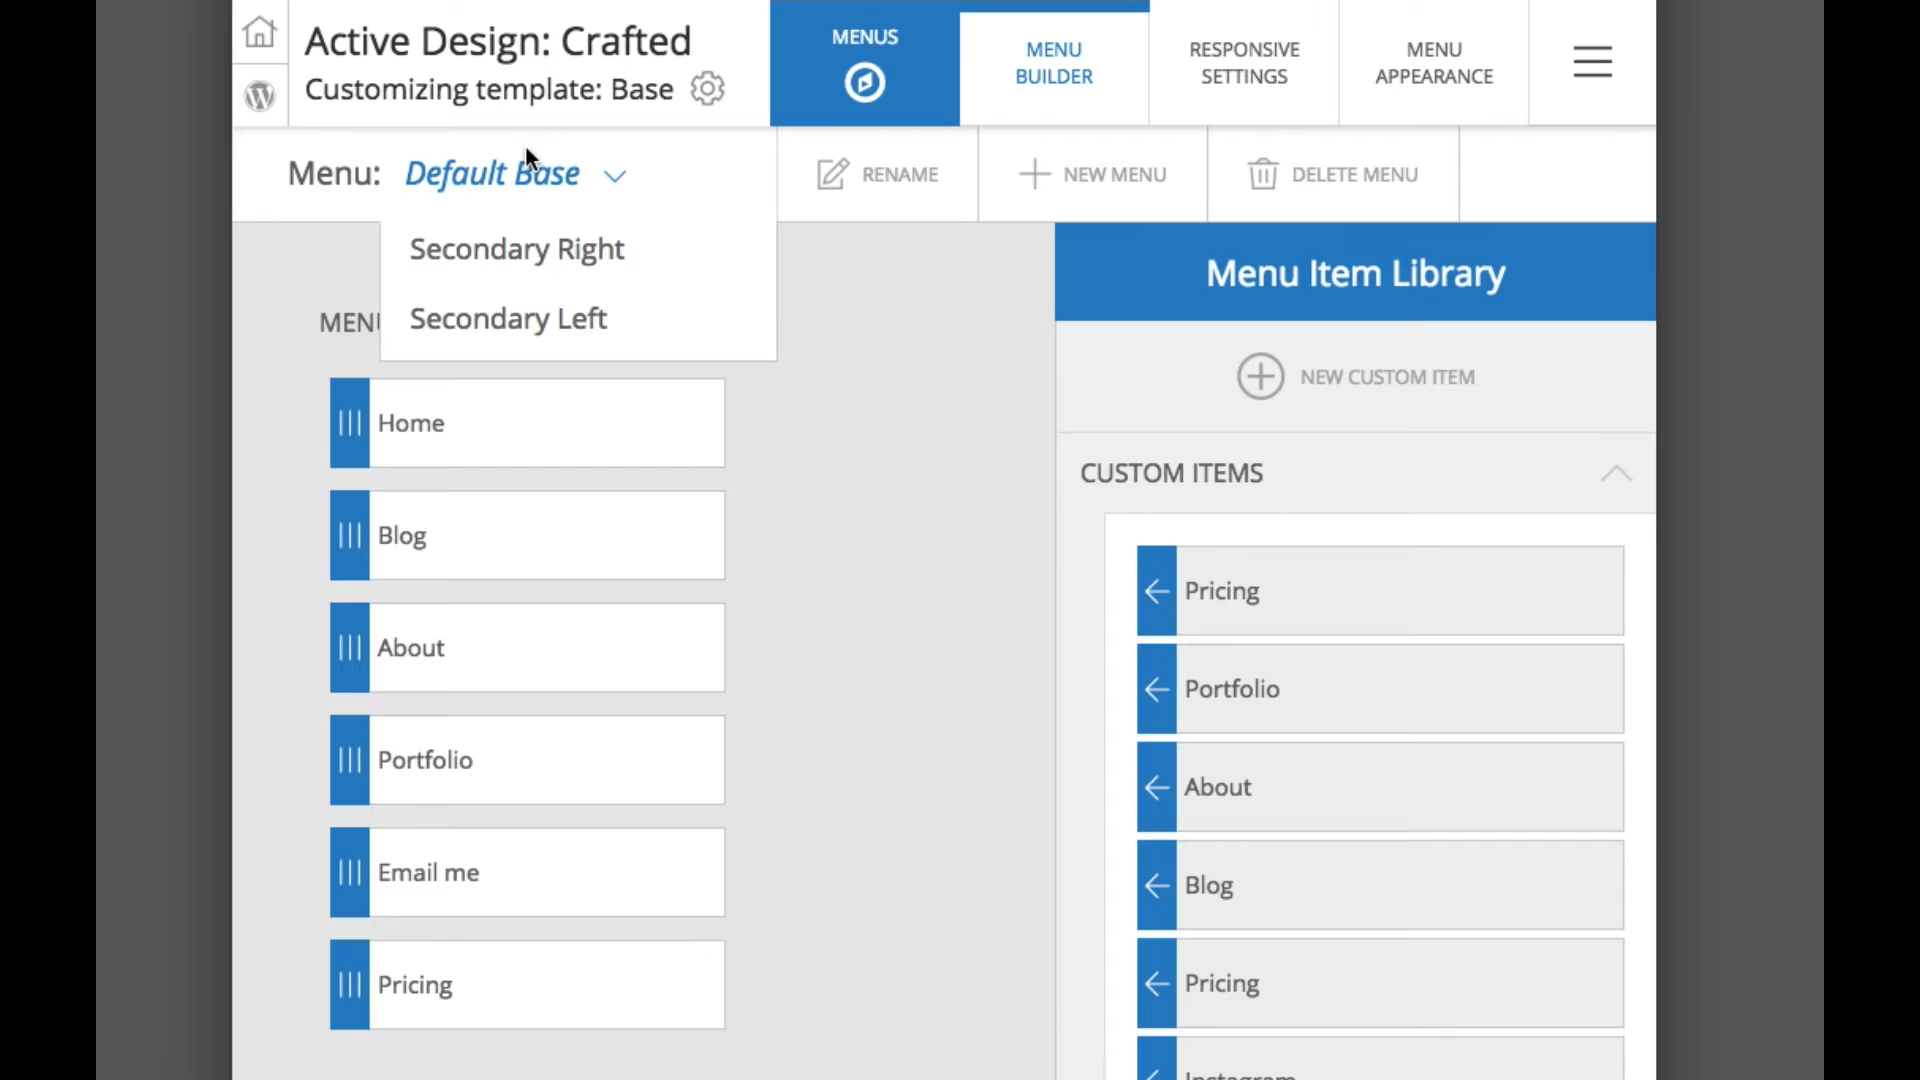 Active Design: Crafted
Customizing template: Base
MENUS
MENU
BUILDER
RESPONSIVE
SETTINGS
MENU
APPEARANCE
Menu: Default Base
RENAME
NEW MENU
DELETE MENU
Secondary Right
Secondary Left
Menu Item Library
NEW CUSTOM ITEM
CUSTOM ITEMS
Home
Blog
About
Portfolio
Email me
Pricing
Pricing
Portfolio
About
Blog
Pricing